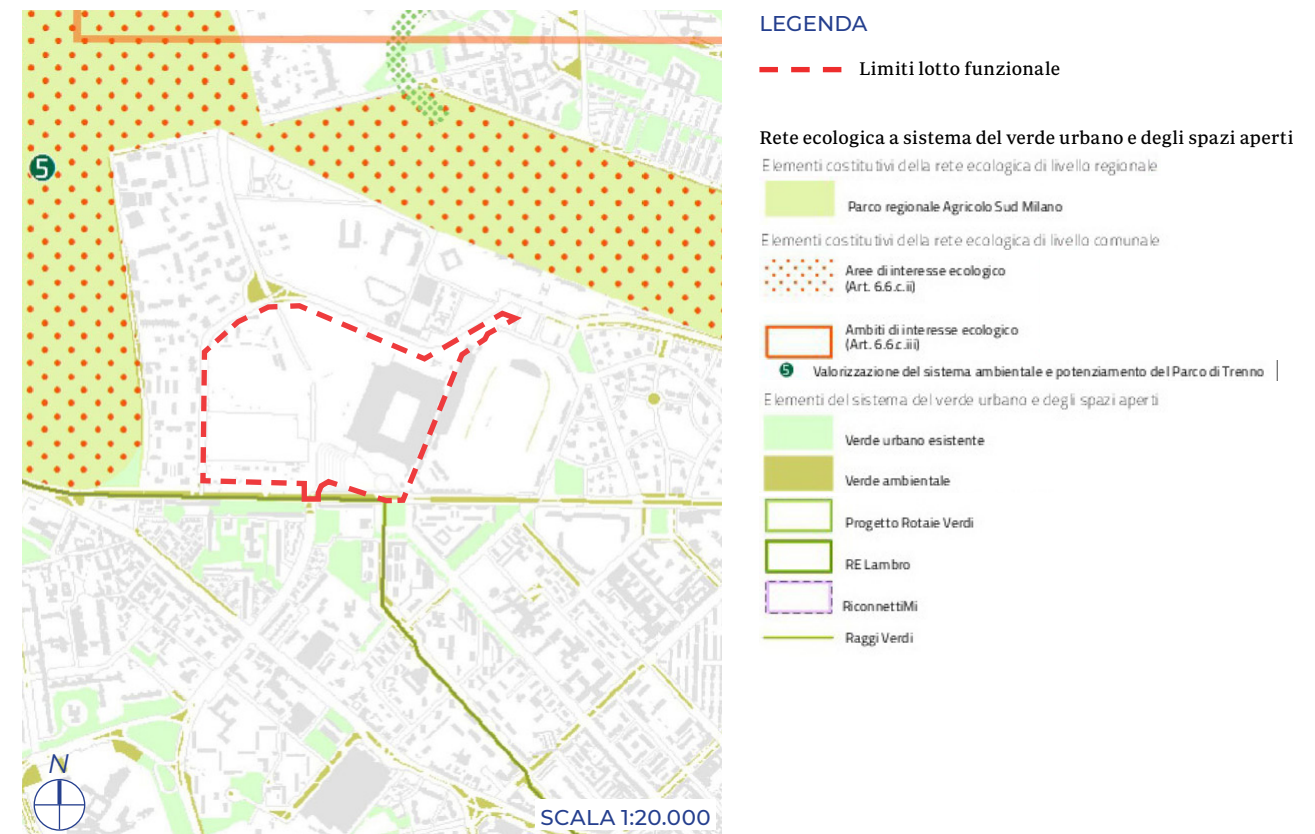 LEGENDA
Limiti lotto funzionale
Rete ecologica a sistema del verde urbano e degli spazi aperti
Elementi costitutivi della rete ecologica di livello regionale
Parco regionale Agricolo Sud Milano
Elementi costitutivi della rete ecologica di livello comunale
Aree di interesse ecologico
(Art. 6.6.c.ii)
Ambiti di interesse ecologico
(Art. 6.6.c.iii)
5 Valorizzazione del sistema ambientale e potenziamento del Parco di Trenno
Elementi del sistema del verde urbano e degli spazi aperti
Verde urbano esistente
Verde ambientale
Progetto Rotaie Verdi
RE Lambro
RiconnettiMi
Raggi Verdi
5
N
SCALA 1:20.000